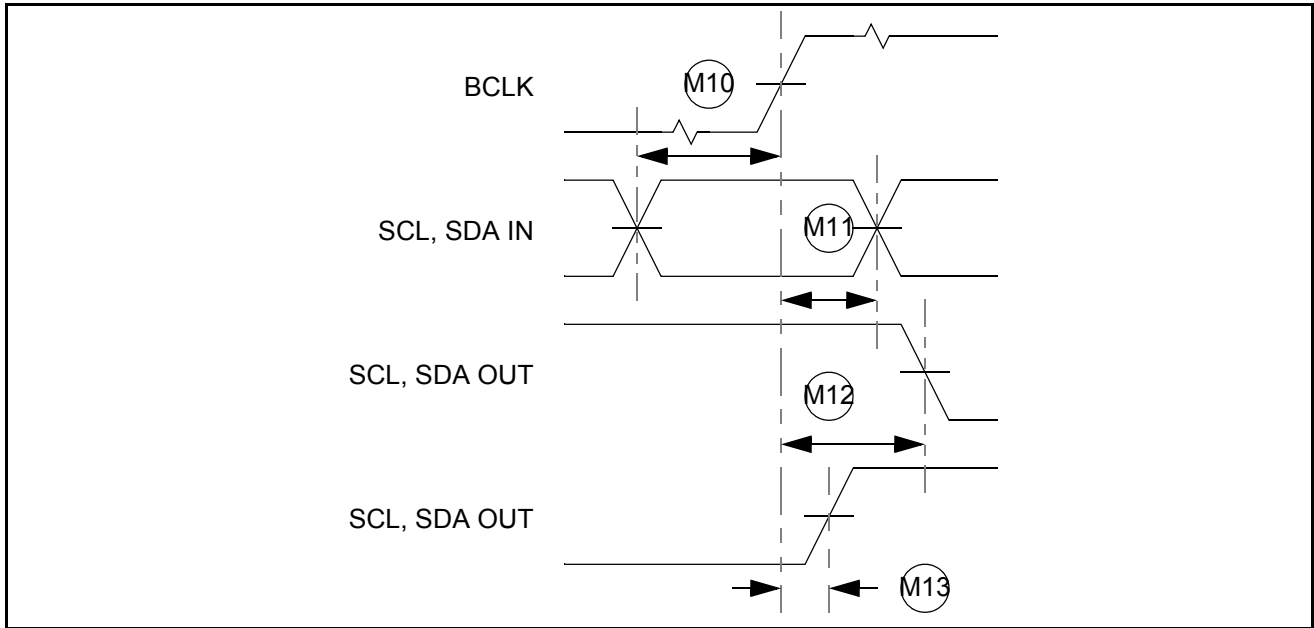 BCLK
M10
SCL, SDA IN
M11
SCL, SDA OUT
M12
SCL, SDA OUT
M13